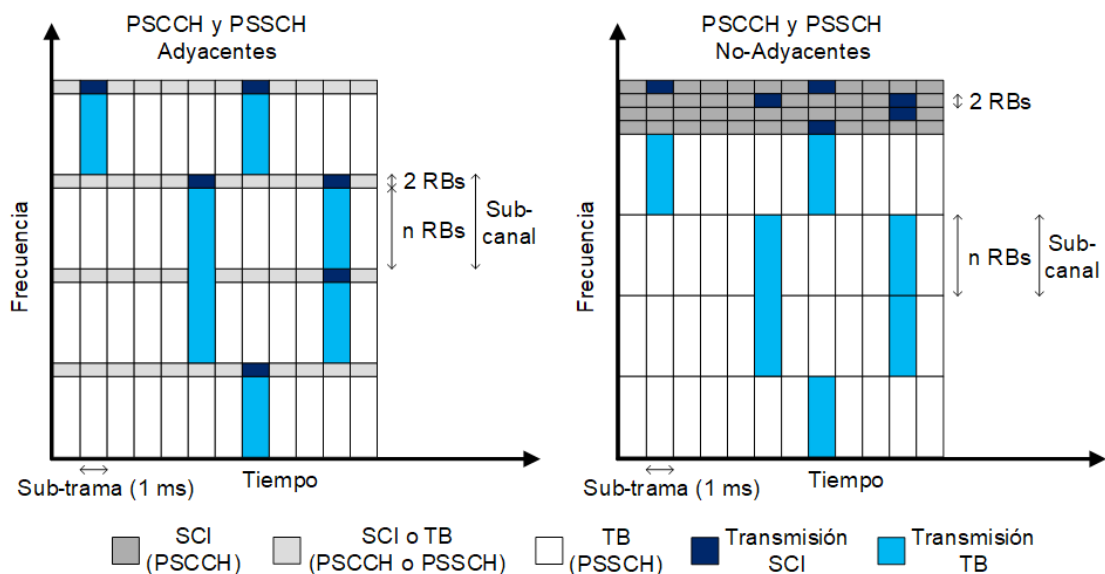 PSCCH y PSSCH
Adyacentes
Frecuencia
2 RBs
n RBs
Sub-
canal
Sub-trama (1 ms)
Tiempo
PSCCH y PSSCH
No-Adyacentes
Frecuencia
2 RBs
n RBs
Sub-
canal
Sub-trama (1 ms)
Tiempo
SCI
(PSCCH)
SCI o TB
(PSCCH o PSSCH)
TB
(PSSCH)
Transmisión
SCI
Transmisión
TB